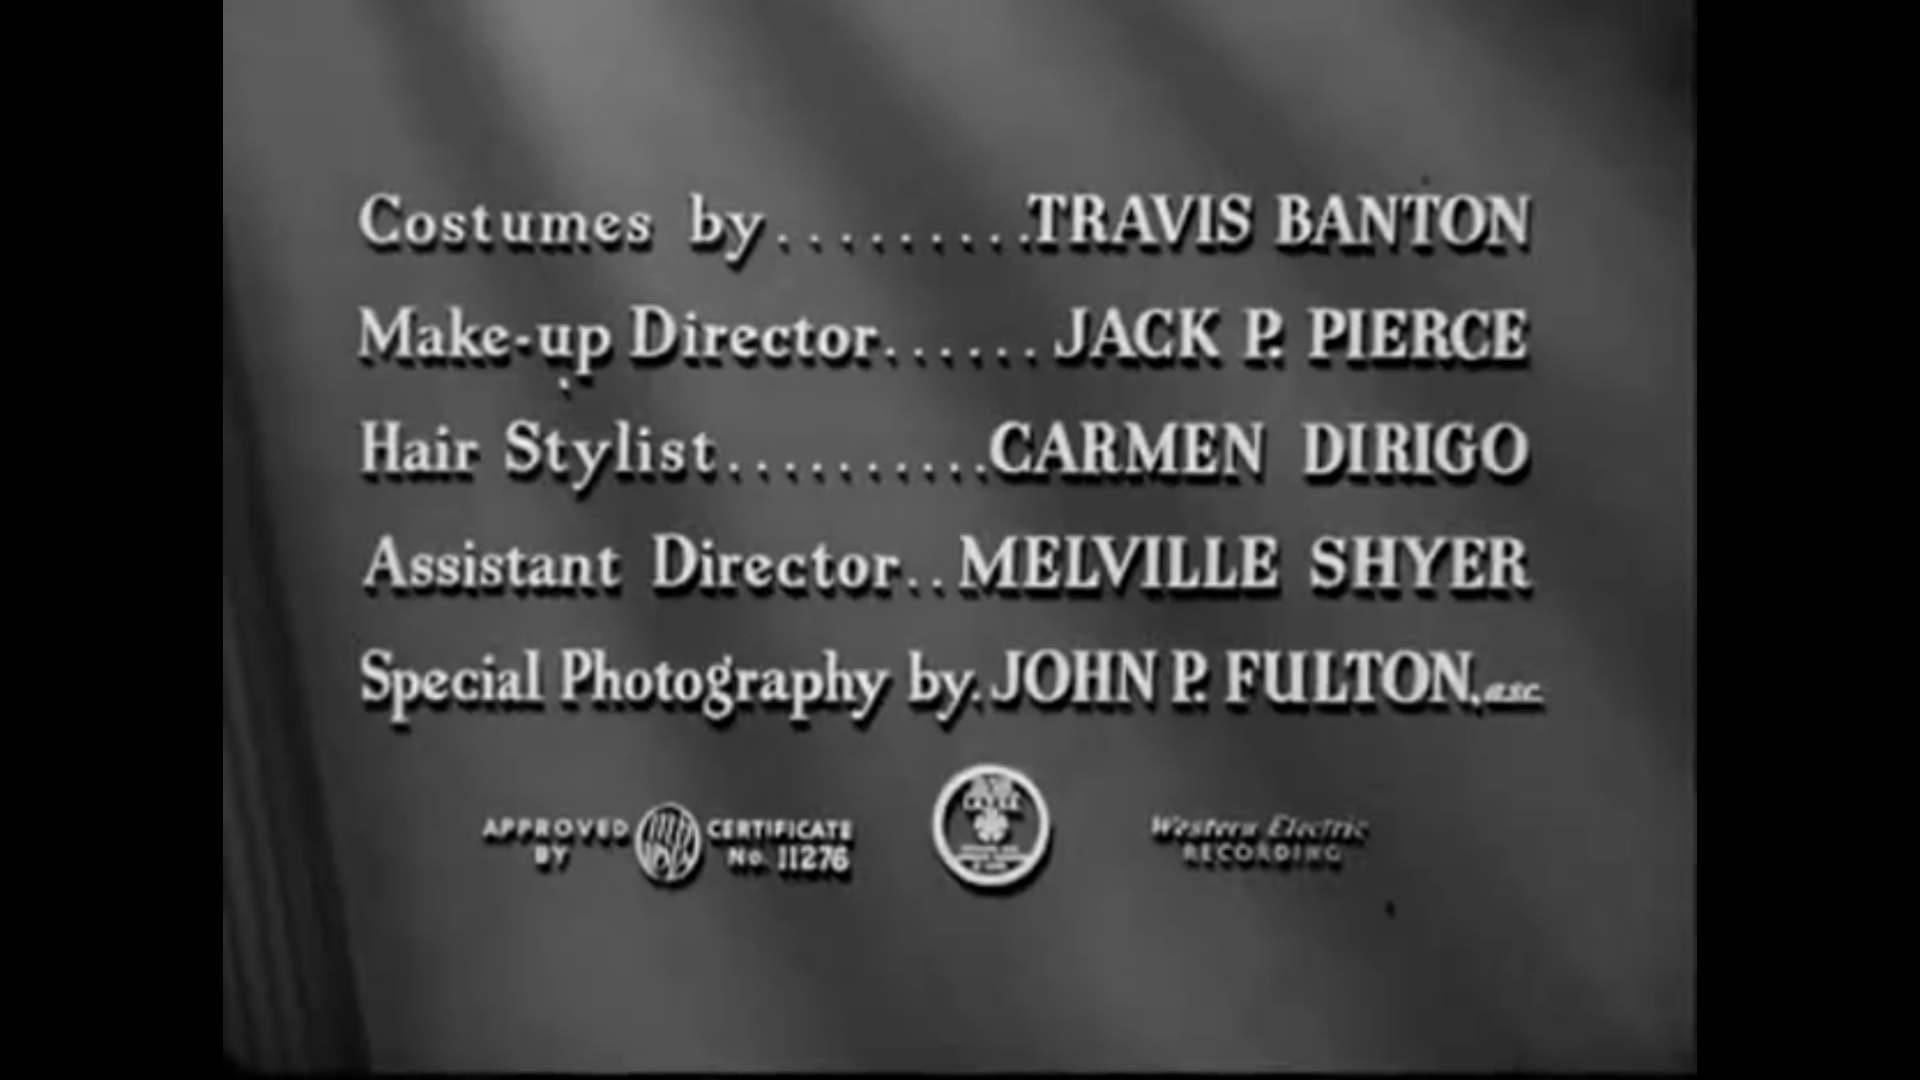 Costumes by.........TRAVIS BANTON
Make-up Director......JACK P. PIERCE
Hair Stylist..........CARMEN DIRIGO
Assistant Director..MELVILLE SHYER
Special Photography by.JOHN P. FULTON, asc.
APPROVED BY CERTIFICATE No. 11276
Western Electric
RECORDING